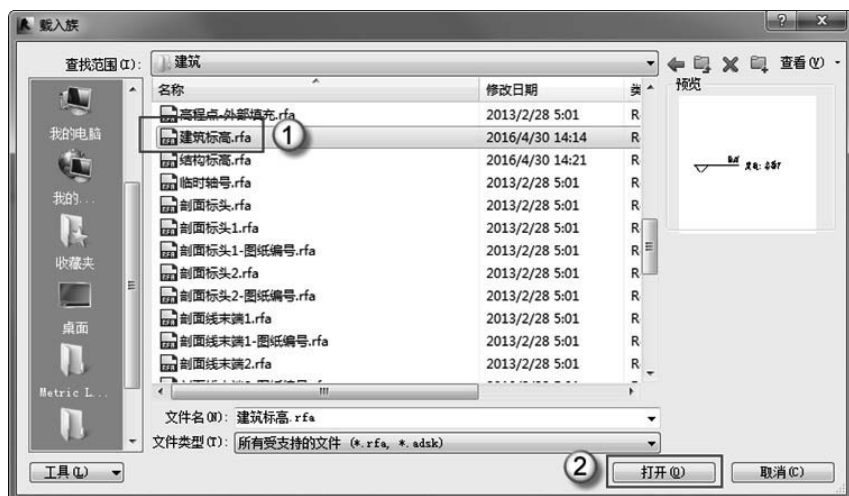 载入族
查找范围(I):
建筑
查看(V)
名称
修改日期
类
预览
高程点-外部填充.rfa
2013/2/28 5:01
R
建筑标高.rfa
①
2016/4/30 14:14
R
结构标高.rfa
2016/4/30 14:21
R
临时轴号.rfa
2013/2/28 5:01
R
剖面标头.rfa
2013/2/28 5:01
R
剖面标头1.rfa
2013/2/28 5:01
R
剖面标头1-图纸编号.rfa
2013/2/28 5:01
R
剖面标头2.rfa
2013/2/28 5:01
R
剖面标头2-图纸编号.rfa
2013/2/28 5:01
R
剖面线末端1.rfa
2013/2/28 5:01
R
剖面线末端1-图纸编号.rfa
2013/2/28 5:01
R
剖面线末端2.rfa
2013/2/28 5:01
R
我的电脑
我的...
收藏夹
桌面
Metric L...
文件名(N):
建筑标高.rfa
文件类型(T):
所有受支持的文件 (*.rfa, *.adsk)
工具(L)
②
打开(O)
取消(C)